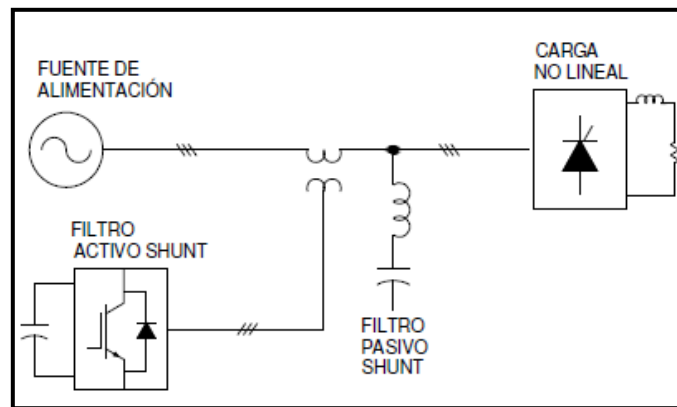 FUENTE DE
ALIMENTACIÓN
CARGA
NO LINEAL
FILTRO
ACTIVO SHUNT
FILTRO
PASIVO
SHUNT